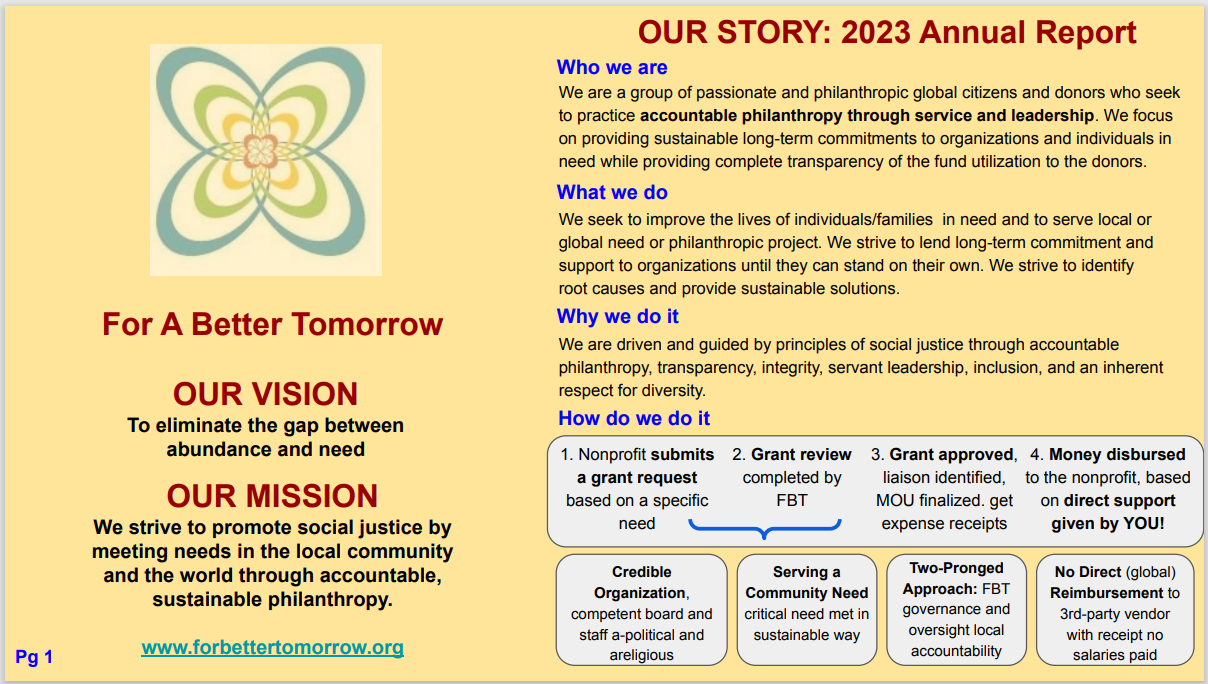 For A Better Tomorrow
OUR VISION
To eliminate the gap between
abundance and need
OUR MISSION
We strive to promote social justice by
meeting needs in the local community
and the world through accountable,
sustainable philanthropy.
www.forbettertomorrow.org
Pg 1
OUR STORY: 2023 Annual Report
Who we are
We are a group of passionate and philanthropic global citizens and donors who seek
to practice accountable philanthropy through service and leadership. We focus
on providing sustainable long-term commitments to organizations and individuals in
need while providing complete transparency of the fund utilization to the donors.
What we do
We seek to improve the lives of individuals/families  in need and to serve local or
global need or philanthropic project. We strive to lend long-term commitment and
support to organizations until they can stand on their own. We strive to identify
root causes and provide sustainable solutions.
Why we do it
We are driven and guided by principles of social justice through accountable
philanthropy, transparency, integrity, servant leadership, inclusion, and an inherent
respect for diversity.
How do we do it
1. Nonprofit submits
a grant request
based on a specific
need
2. Grant review
completed by
FBT
3. Grant approved,
liaison identified,
MOU finalized. get
expense receipts
4. Money disbursed
to the nonprofit, based
on direct support
given by YOU!
Credible
Organization,
competent board and
staff a-political and
areligious
Serving a
Community Need
critical need met in
sustainable way
Two-Pronged
Approach: FBT
governance and
oversight local
accountability
No Direct (global)
Reimbursement to
3rd-party vendor
with receipt no
salaries paid